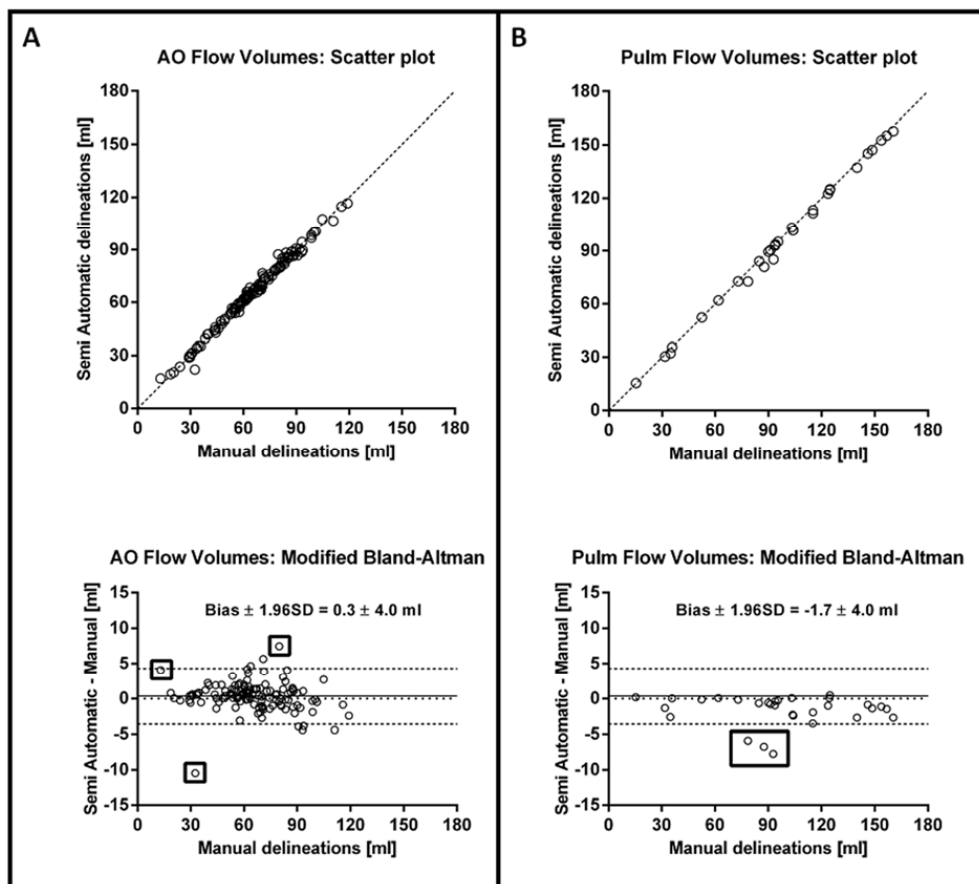 A
AO Flow Volumes: Scatter plot
Semi Automatic delineations [ml]
180
150
120
90
60
30
0
0 30 60 90 120 150 180
Manual delineations [ml]
AO Flow Volumes: Modified Bland-Altman
Bias ± 1.96SD = 0.3 ± 4.0 ml
Semi Automatic - Manual [ml]
15
10
5
0
-5
-10
-15
0 30 60 90 120 150 180
Manual delineations [ml]
B
Pulm Flow Volumes: Scatter plot
Semi Automatic delineations [ml]
180
150
120
90
60
30
0
0 30 60 90 120 150 180
Manual delineations [ml]
Pulm Flow Volumes: Modified Bland-Altman
Bias ± 1.96SD = -1.7 ± 4.0 ml
Semi Automatic - Manual [ml]
15
10
5
0
-5
-10
-15
0 30 60 90 120 150 180
Manual delineations [ml]